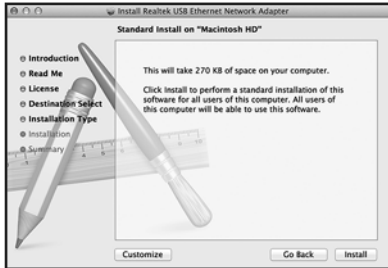 Install Realtek USB Ethernet Network Adapter
Standard Install on "Macintosh HD"
Introduction
Read Me
License
Destination Select
Installation Type
Installation
Summary
This will take 270 KB of space on your computer.
Click Install to perform a standard installation of this
software for all users of this computer. All users of
this computer will be able to use this software.
Customize
Go Back
Install